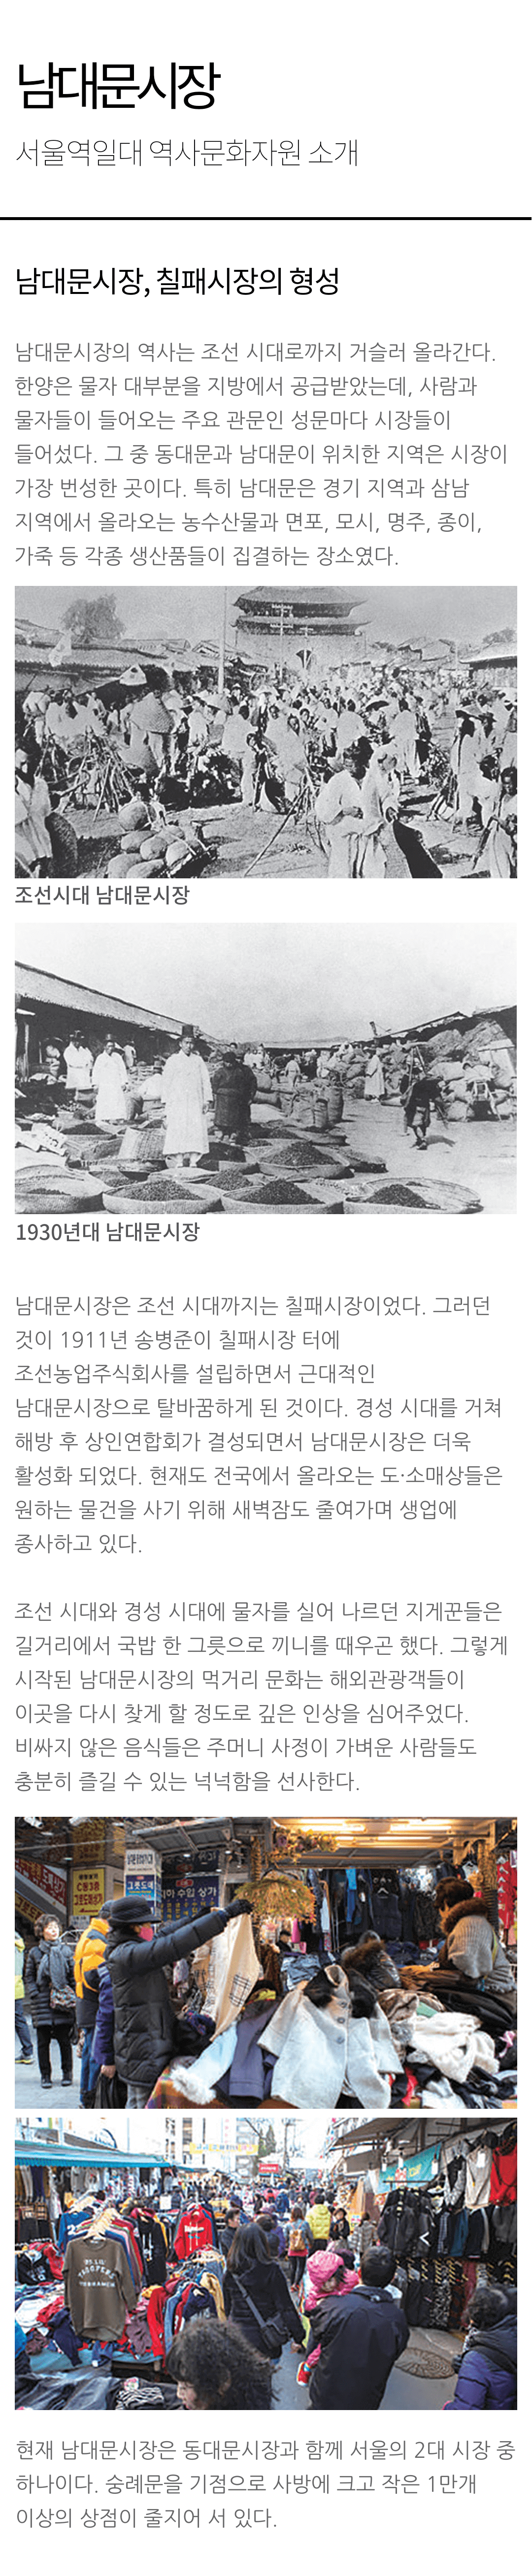 남대문시장
서울역일대 역사문화자원 소개
남대문시장, 칠패시장의 형성
남대문시장의 역사는 조선 시대로까지 거슬러 올라간다.
한양은 물자 대부분을 지방에서 공급받았는데, 사람과
물자들이 들어오는 주요 관문인 성문마다 시장들이
들어섰다. 그 중 동대문과 남대문이 위치한 지역은 시장이
가장 번성한 곳이다. 특히 남대문은 경기 지역과 삼남
지역에서 올라오는 농수산물과 면포, 모시, 명주, 종이,
가죽 등 각종 생산품들이 집결하는 장소였다.
조선시대 남대문시장
1930년대 남대문시장
남대문시장은 조선 시대까지는 칠패시장이었다. 그러던
것이 1911년 송병준이 칠패시장 터에
조선농업주식회사를 설립하면서 근대적인
남대문시장으로 탈바꿈하게 된 것이다. 경성 시대를 거쳐
해방 후 상인연합회가 결성되면서 남대문시장은 더욱
활성화 되었다. 현재도 전국에서 올라오는 도·소매상들은
원하는 물건을 사기 위해 새벽잠도 줄여가며 생업에
종사하고 있다.
조선 시대와 경성 시대에 물자를 실어 나르던 지게꾼들은
길거리에서 국밥 한 그릇으로 끼니를 때우곤 했다. 그렇게
시작된 남대문시장의 먹거리 문화는 해외관광객들이
이곳을 다시 찾게 할 정도로 깊은 인상을 심어주었다.
비싸지 않은 음식들은 주머니 사정이 가벼운 사람들도
충분히 즐길 수 있는 넉넉함을 선사한다.
그릇도매
수입 상가
현재 남대문시장은 동대문시장과 함께 서울의 2대 시장 중
하나이다. 숭례문을 기점으로 사방에 크고 작은 1만개
이상의 상점이 줄지어 서 있다.